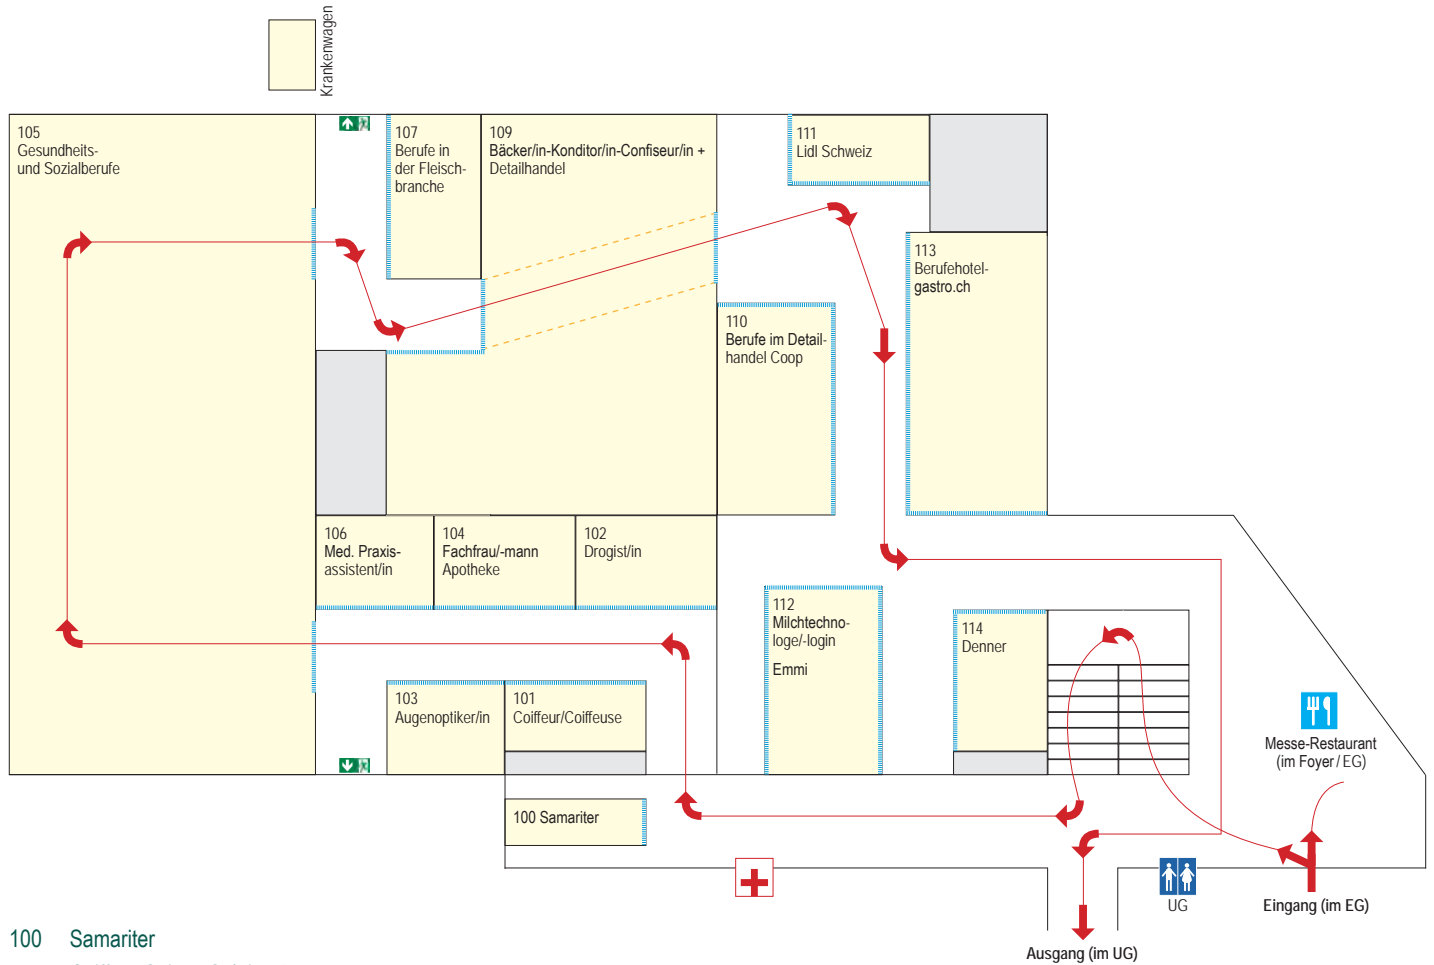 Krankenwagen
105
Gesundheits-
und Sozialberufe
107
Berufe in
der Fleisch-
branche
109
Bäcker/in-Konditor/in-Confiseur/in +
Detailhandel
111
Lidl Schweiz
113
Berufehotel-
gastro.ch
110
Berufe im Detail-
handel Coop
106
Med. Praxis-
assistent/in
104
Fachfrau/-mann
Apotheke
102
Drogist/in
112
Milchtechno-
loge/-login
Emmi
114
Denner
103
Augenoptiker/in
101
Coiffeur/Coiffeuse
Messe-Restaurant
(im Foyer / EG)
100 Samariter
UG
Eingang (im EG)
Ausgang (im UG)
100 Samariter